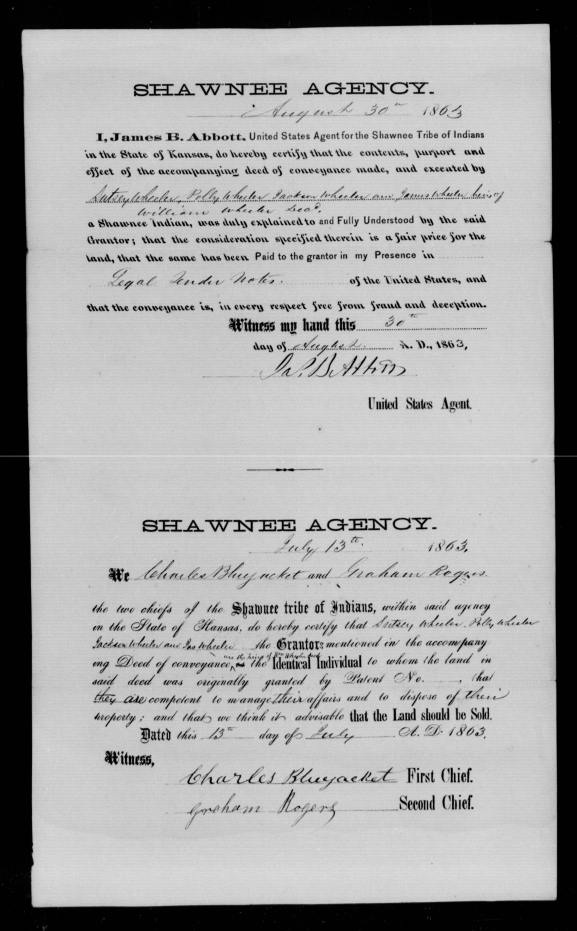 SHAWNEE AGENCY.
August 30th 1863
I, James B. Abbott, United States Agent for the Shawnee Tribe of Indians
in the State of Kansas, do hereby certify that the contents, purport and
effect of the accompanying deed of conveyance made, and executed by
Wheeler, Polly Wheeler Jackson Wheeler and James Wheeler heirs of
William Wheeler Decd.
a Shawnee Indian, was duly explained to and Fully Understood by the said
Grantor; that the consideration specified therein is a fair price for the
land, that the same has been Paid to the grantor in my Presence in
Legal Tender Notes. of the United States, and
that the conveyance is, in every respect free from fraud and deception.
Witness my hand this 30th
day of August A. D., 1863,
Jas. B. Abbott
United States Agent.
SHAWNEE AGENCY.
July 13th 1863.
We Charles Bluejacket and Graham Rogers
the two chiefs of the Shawnee tribe of Indians, within said agency
in the State of Kansas, do hereby certify that Wheeler, Polly Wheeler
Jackson Wheeler and Jas Wheeler the Grantor mentioned in the accompany
ing Deed of conveyance, are the heirs of the Identical Individual to whom the land in
said deed was originally granted by Patent No. , that
they are competent to manage their affairs and to dispose of their
property; and that we think it advisable that the Land should be Sold.
Dated this 13th day of July A. D. 1863.
Witness,
Charles Bluejacket First Chief.
Graham Rogers Second Chief.